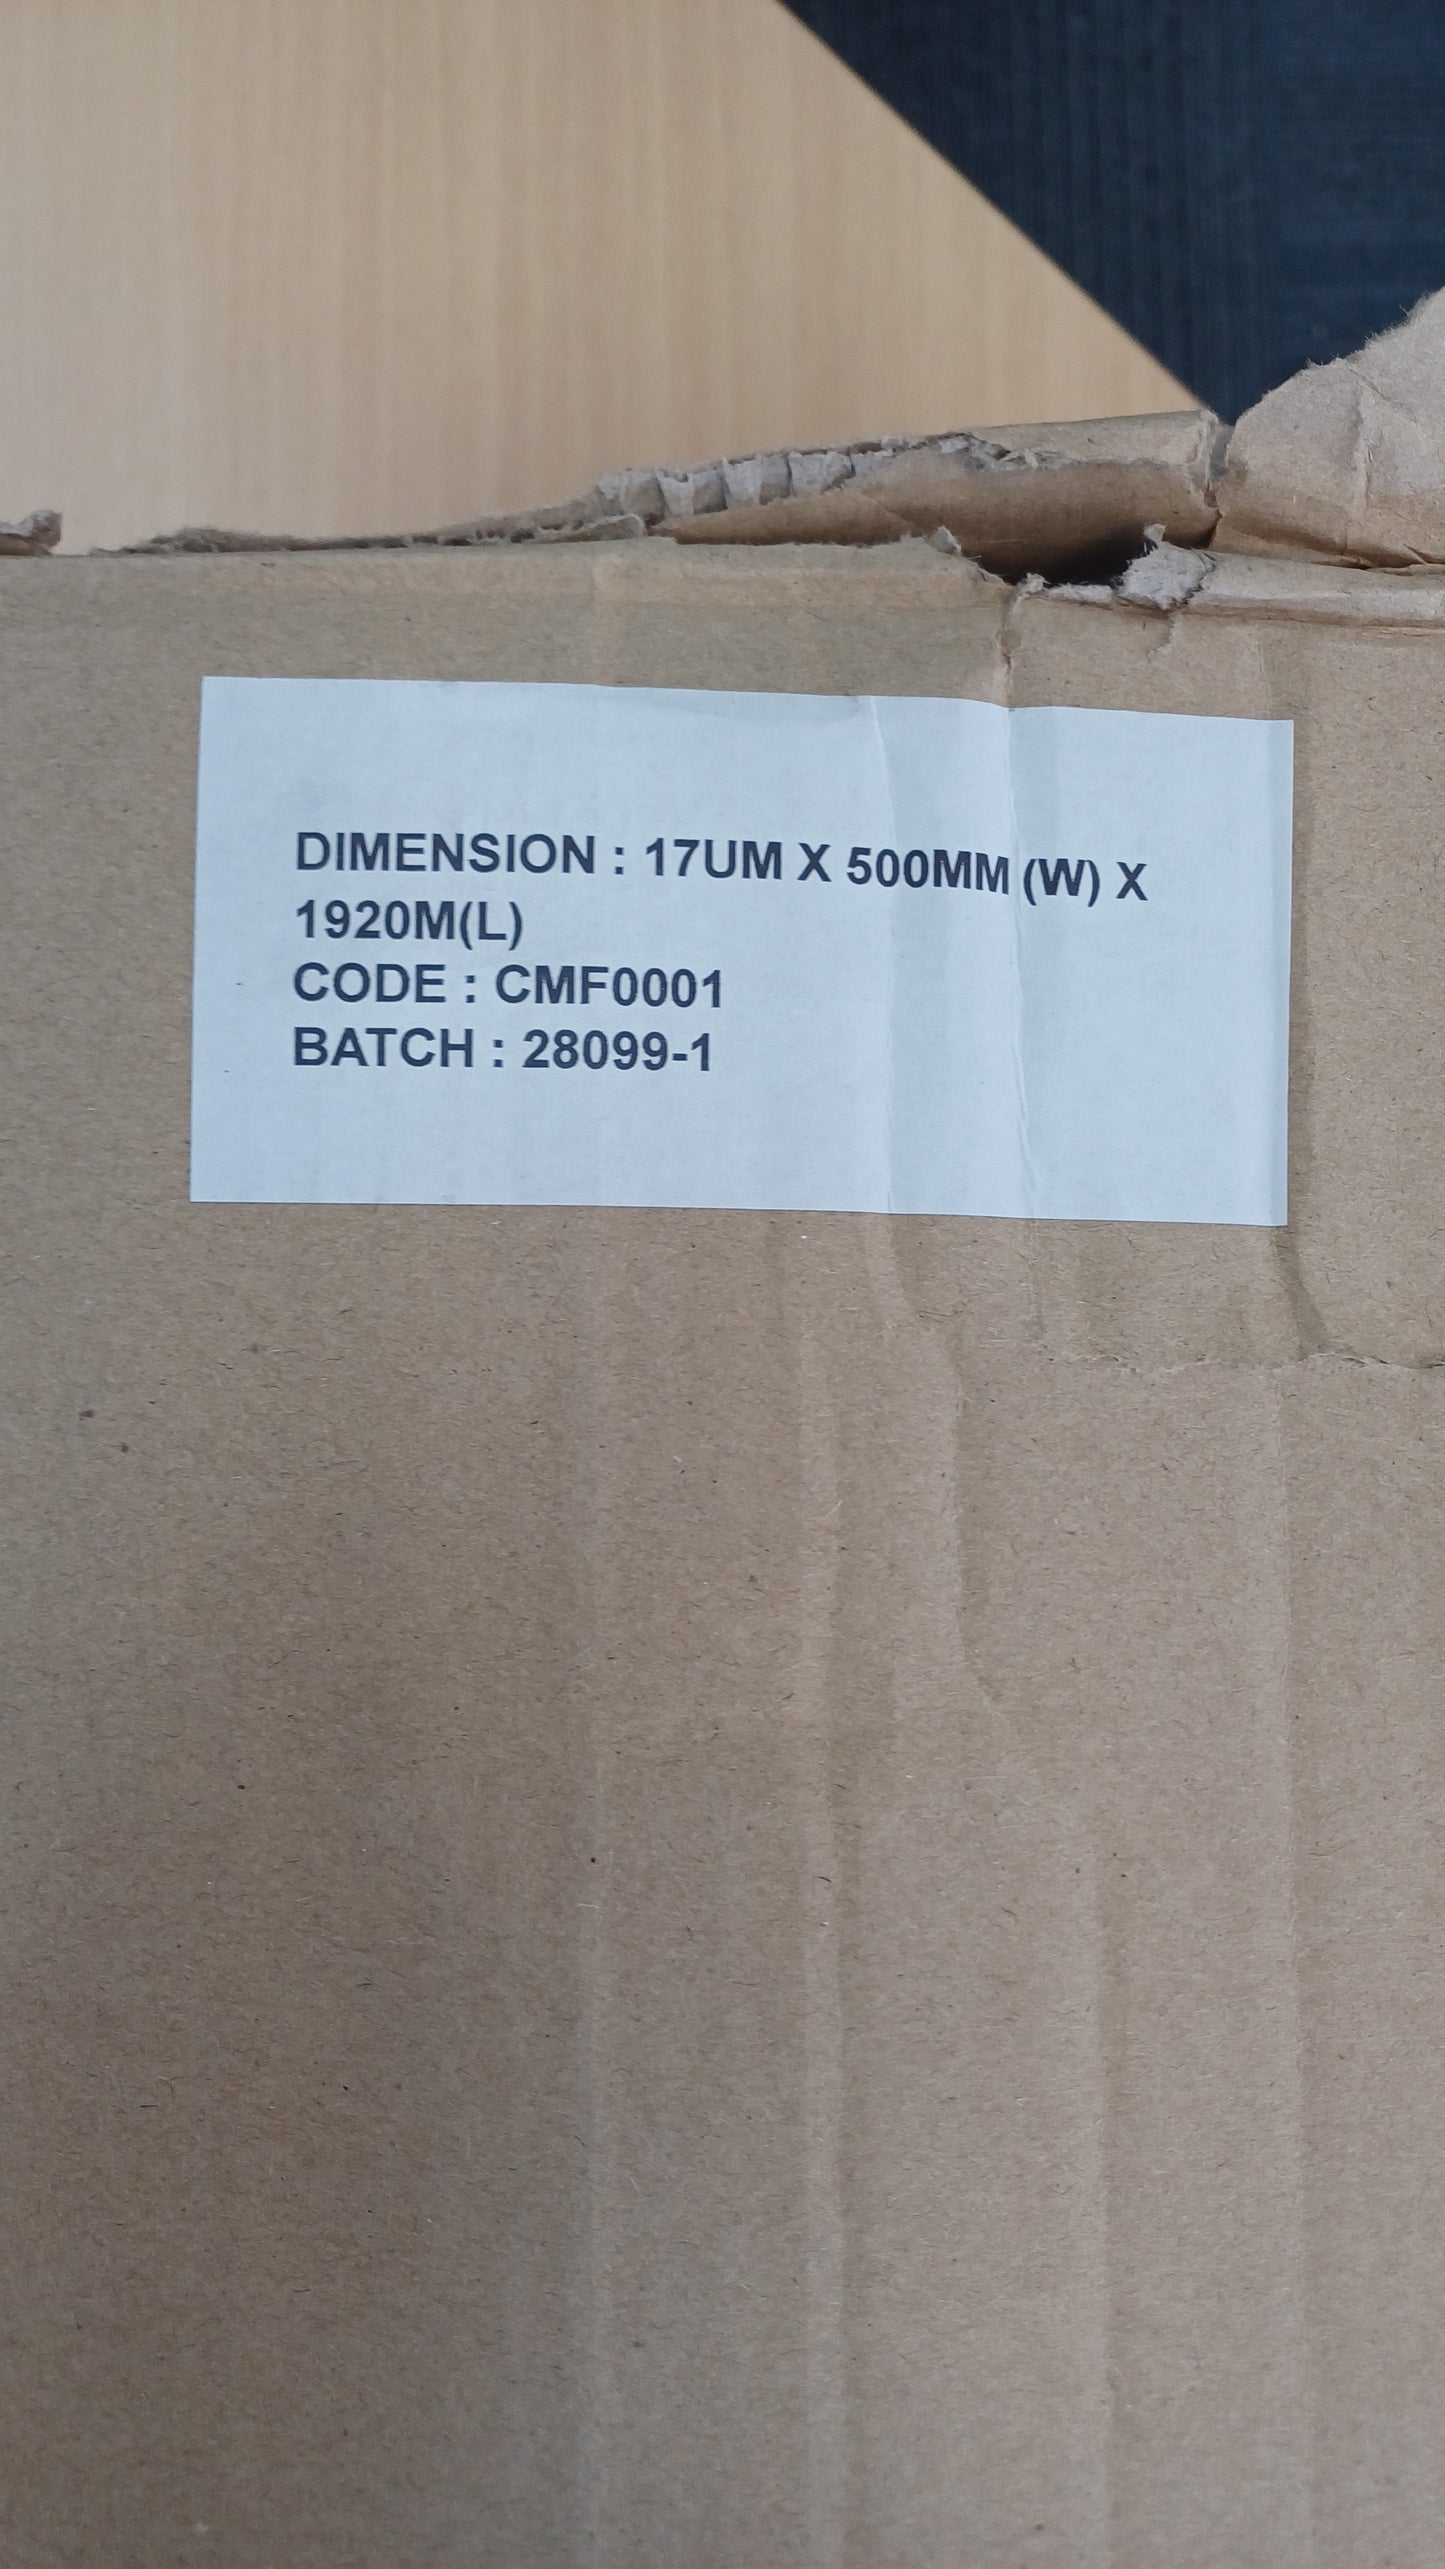 DIMENSION : 17UM X 500MM (W) X
1920M(L)
CODE : CMF0001
BATCH : 28099-1